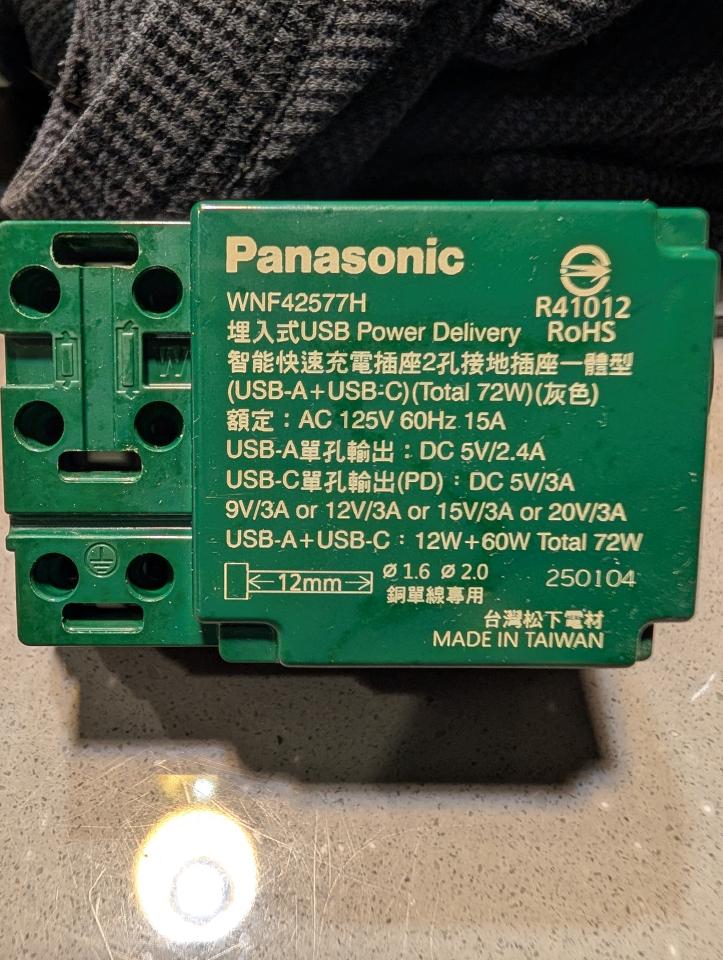 Panasonic
WNF42577H
R41012
埋入式USB Power Delivery
RoHS
智能快速充電插座2孔接地插座一體型
(USB-A+USB-C)(Total 72W)(灰色)
額定：AC 125V 60Hz 15A
USB-A單孔輸出：DC 5V/2.4A
USB-C單孔輸出(PD)：DC 5V/3A
9V/3A or 12V/3A or 15V/3A or 20V/3A
USB-A+USB-C：12W+60W Total 72W
12mm
Ø 1.6 Ø 2.0
銅單線專用
250104
台灣松下電材
MADE IN TAIWAN
W